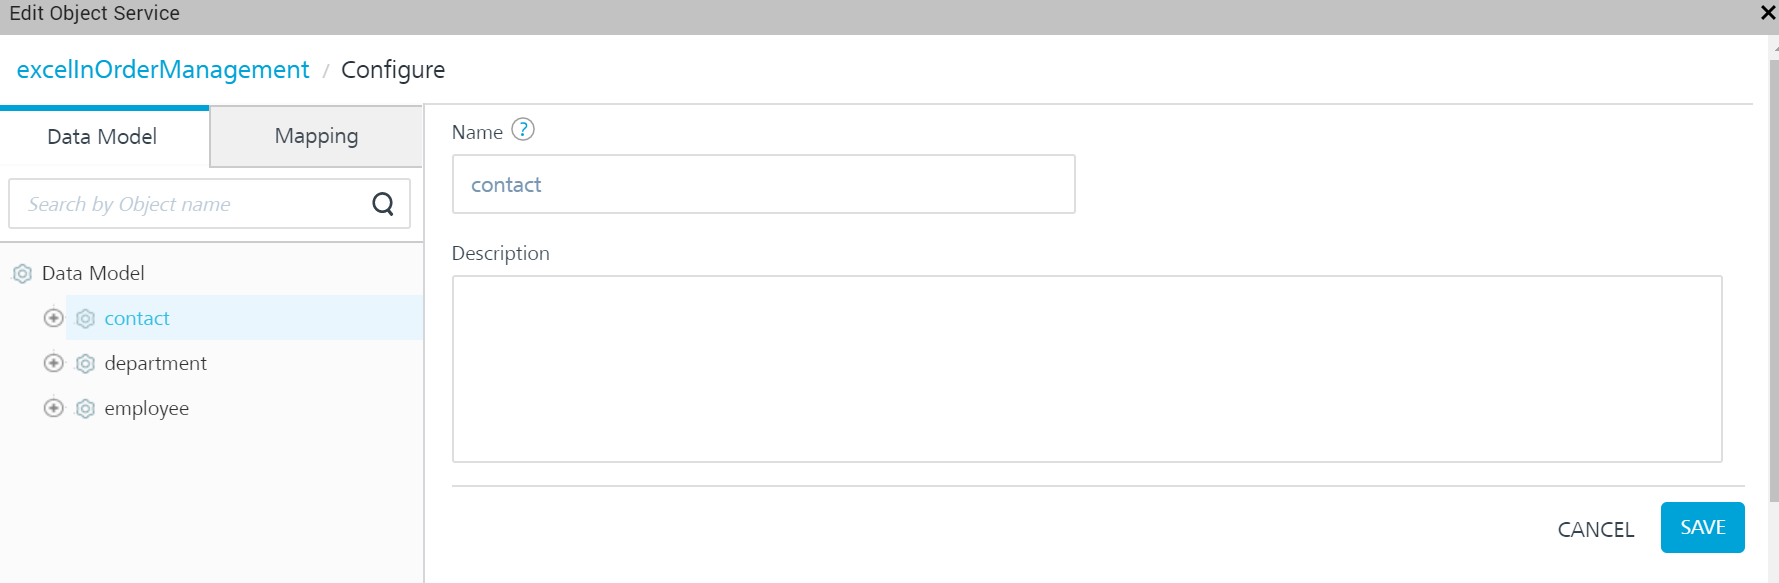 Edit Object Service
excelInOrderManagement / Configure
Data Model
Mapping
Search by Object name
Data Model
contact
department
employee
Name ?
contact
Description
CANCEL
SAVE